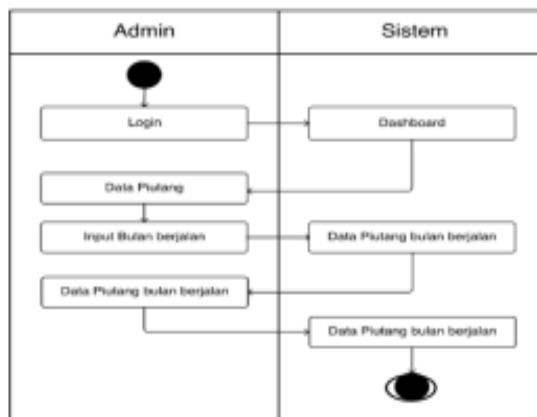 Admin
Sistem
Login
Dashboard
Data Piutang
Input Bulan berjalan
Data Piutang bulan berjalan
Data Piutang bulan berjalan
Data Piutang bulan berjalan